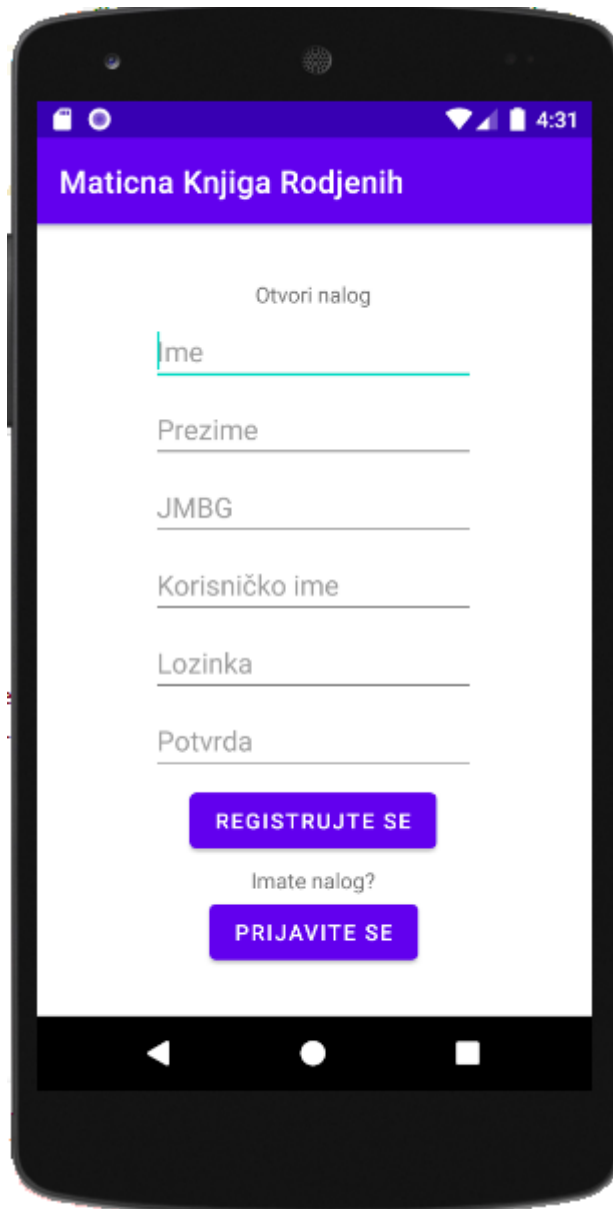 4:31
Maticna Knjiga Rodjenih
Otvori nalog
Ime
Prezime
JMBG
Korisničko ime
Lozinka
Potvrda
REGISTRUJTE SE
Imate nalog?
PRIJAVITE SE